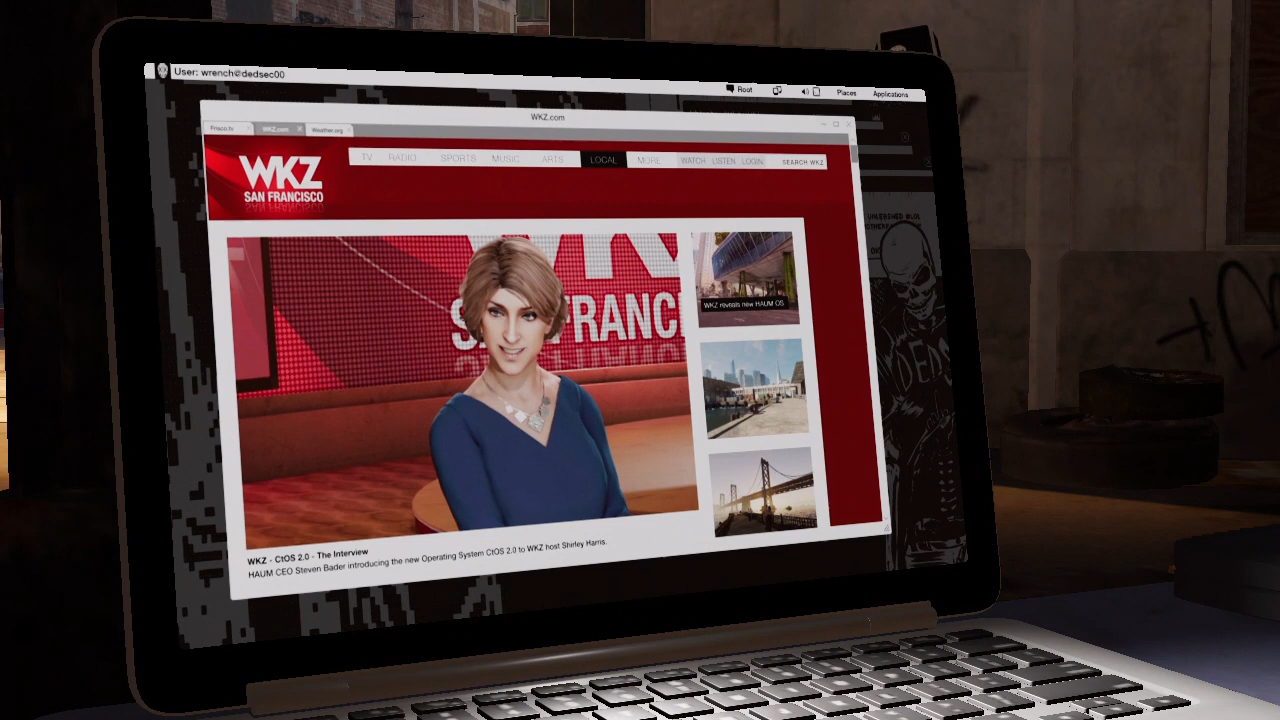 User: wrench@dedsec00
Root
Places
Applications
WKZ.com
Frisco.tv
WKZ.com
Weather.org
WKZ
SAN FRANCISCO
TV RADIO SPORTS MUSIC ARTS LOCAL MORE WATCH LISTEN LOGIN SEARCH WKZ
WKZ reveals new HAUM OS
WKZ - CtOS 2.0 - The Interview
HAUM CEO Steven Bader introducing the new Operating System CtOS 2.0 to WKZ host Shirley Harris.